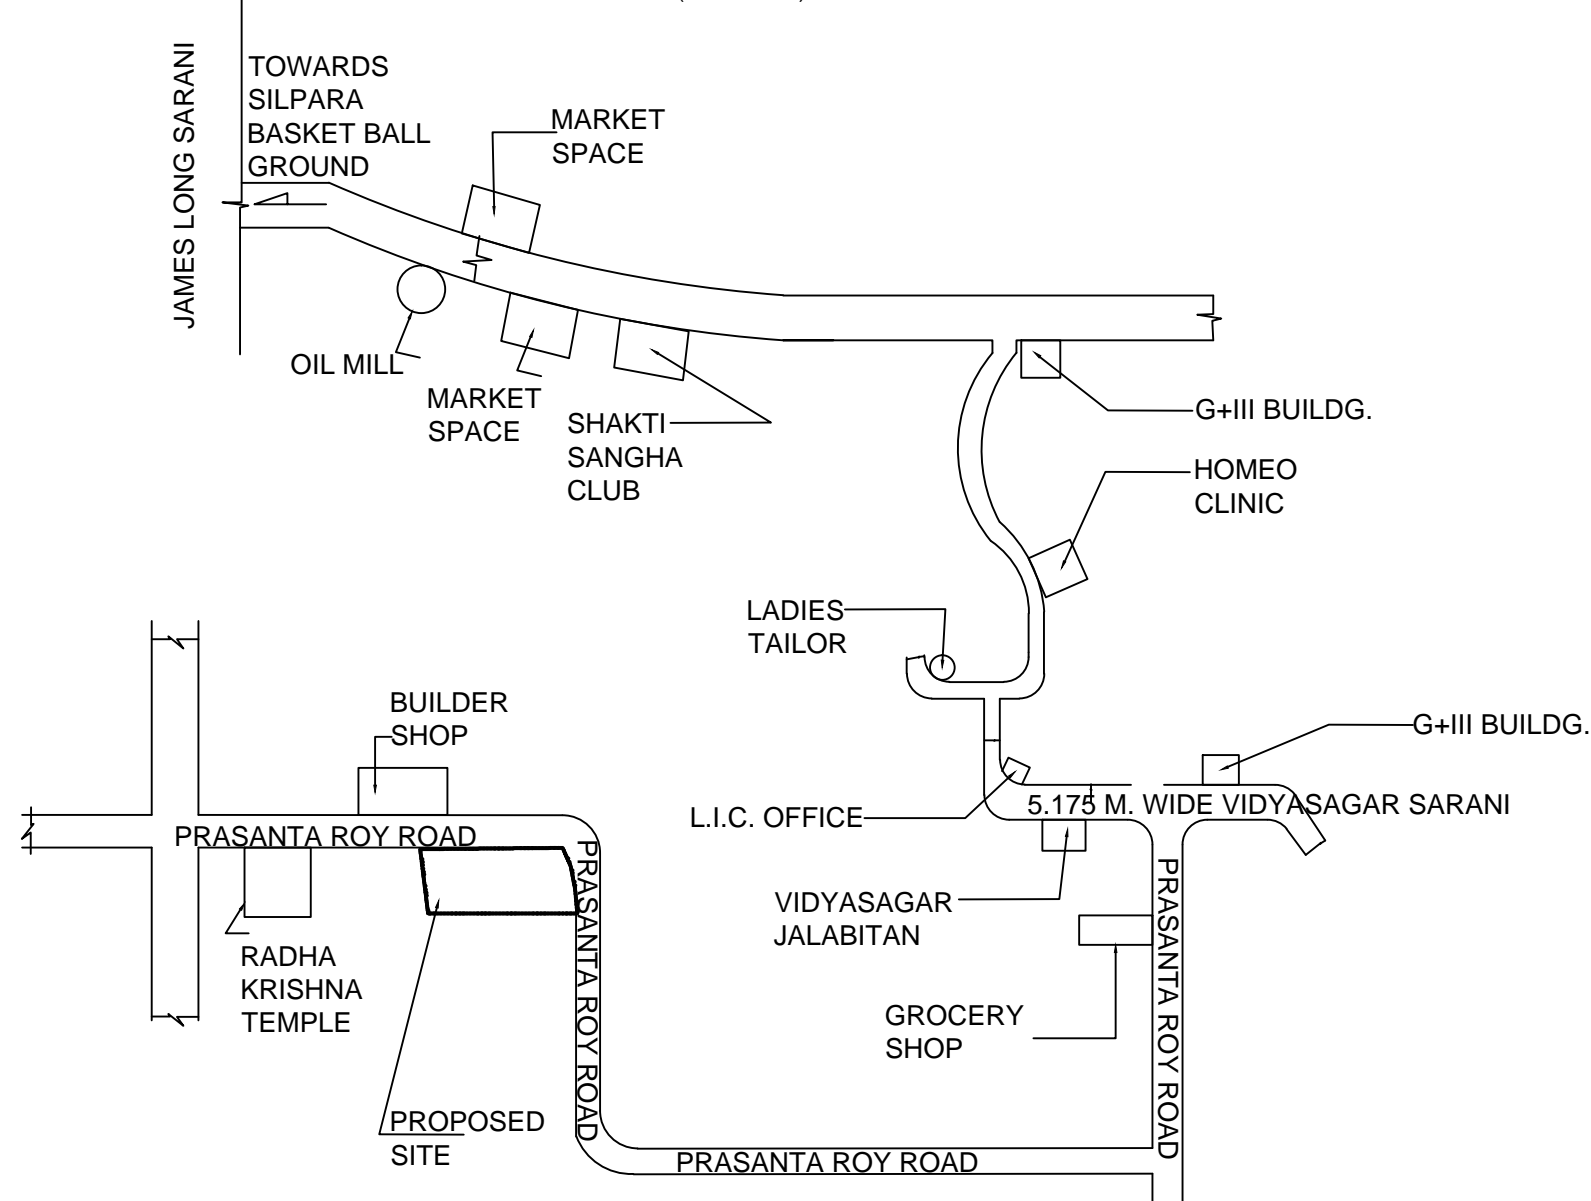 JAMES LONG SARANI
TOWARDS
SILPARA
BASKET BALL
GROUND
MARKET
SPACE
OIL MILL
MARKET
SPACE
SHAKTI
SANGHA
CLUB
G+III BUILDG.
HOMEO
CLINIC
LADIES
TAILOR
BUILDER
SHOP
G+III BUILDG.
L.I.C. OFFICE
5.175 M. WIDE VIDYASAGAR SARANI
PRASANTA ROY ROAD
PRASANTA ROY ROAD
PRASANTA ROY ROAD
VIDYASAGAR
JALABITAN
RADHA
KRISHNA
TEMPLE
GROCERY
SHOP
PROPOSED
SITE
PRASANTA ROY ROAD